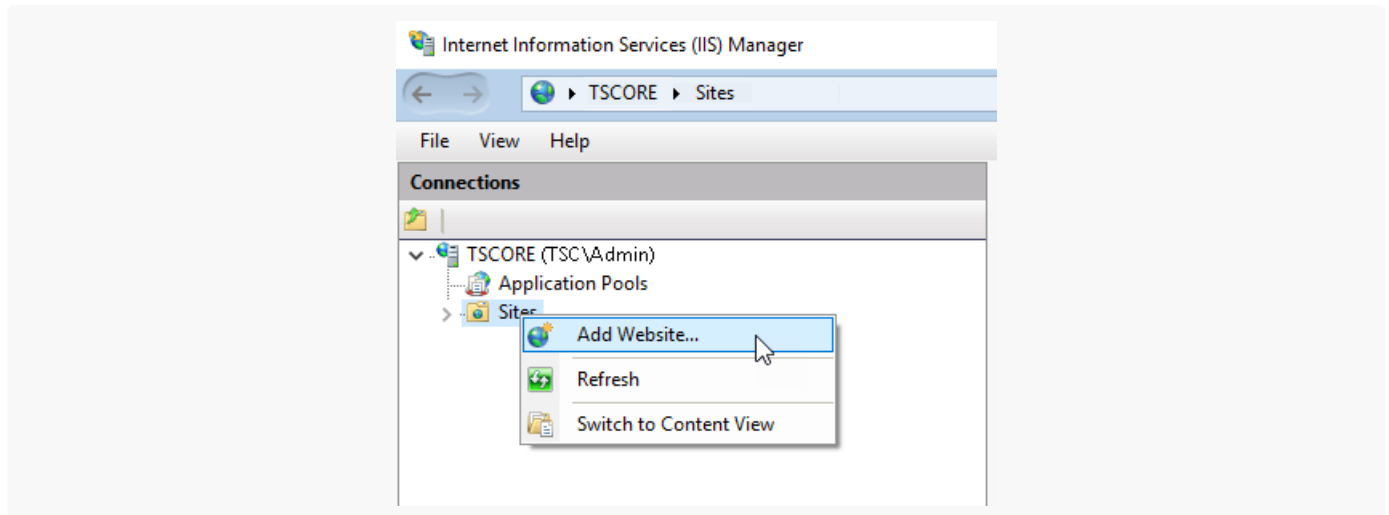 Internet Information Services (IIS) Manager
TSCORE Sites
File View Help
Connections
TSCORE (TSC\Admin)
Application Pools
Sites
Add Website...
Refresh
Switch to Content View